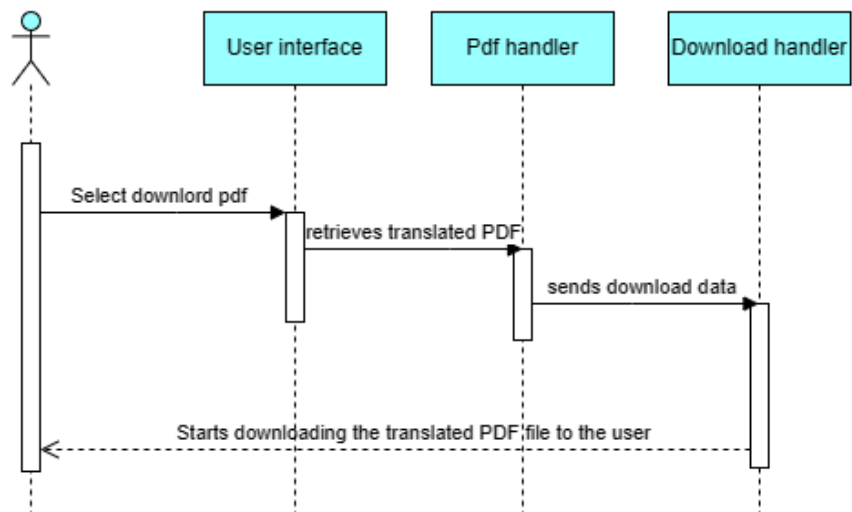 User interface
Pdf handler
Download handler
Select downlord pdf
retrieves translated PDF
sends download data
Starts downloading the translated PDF file to the user